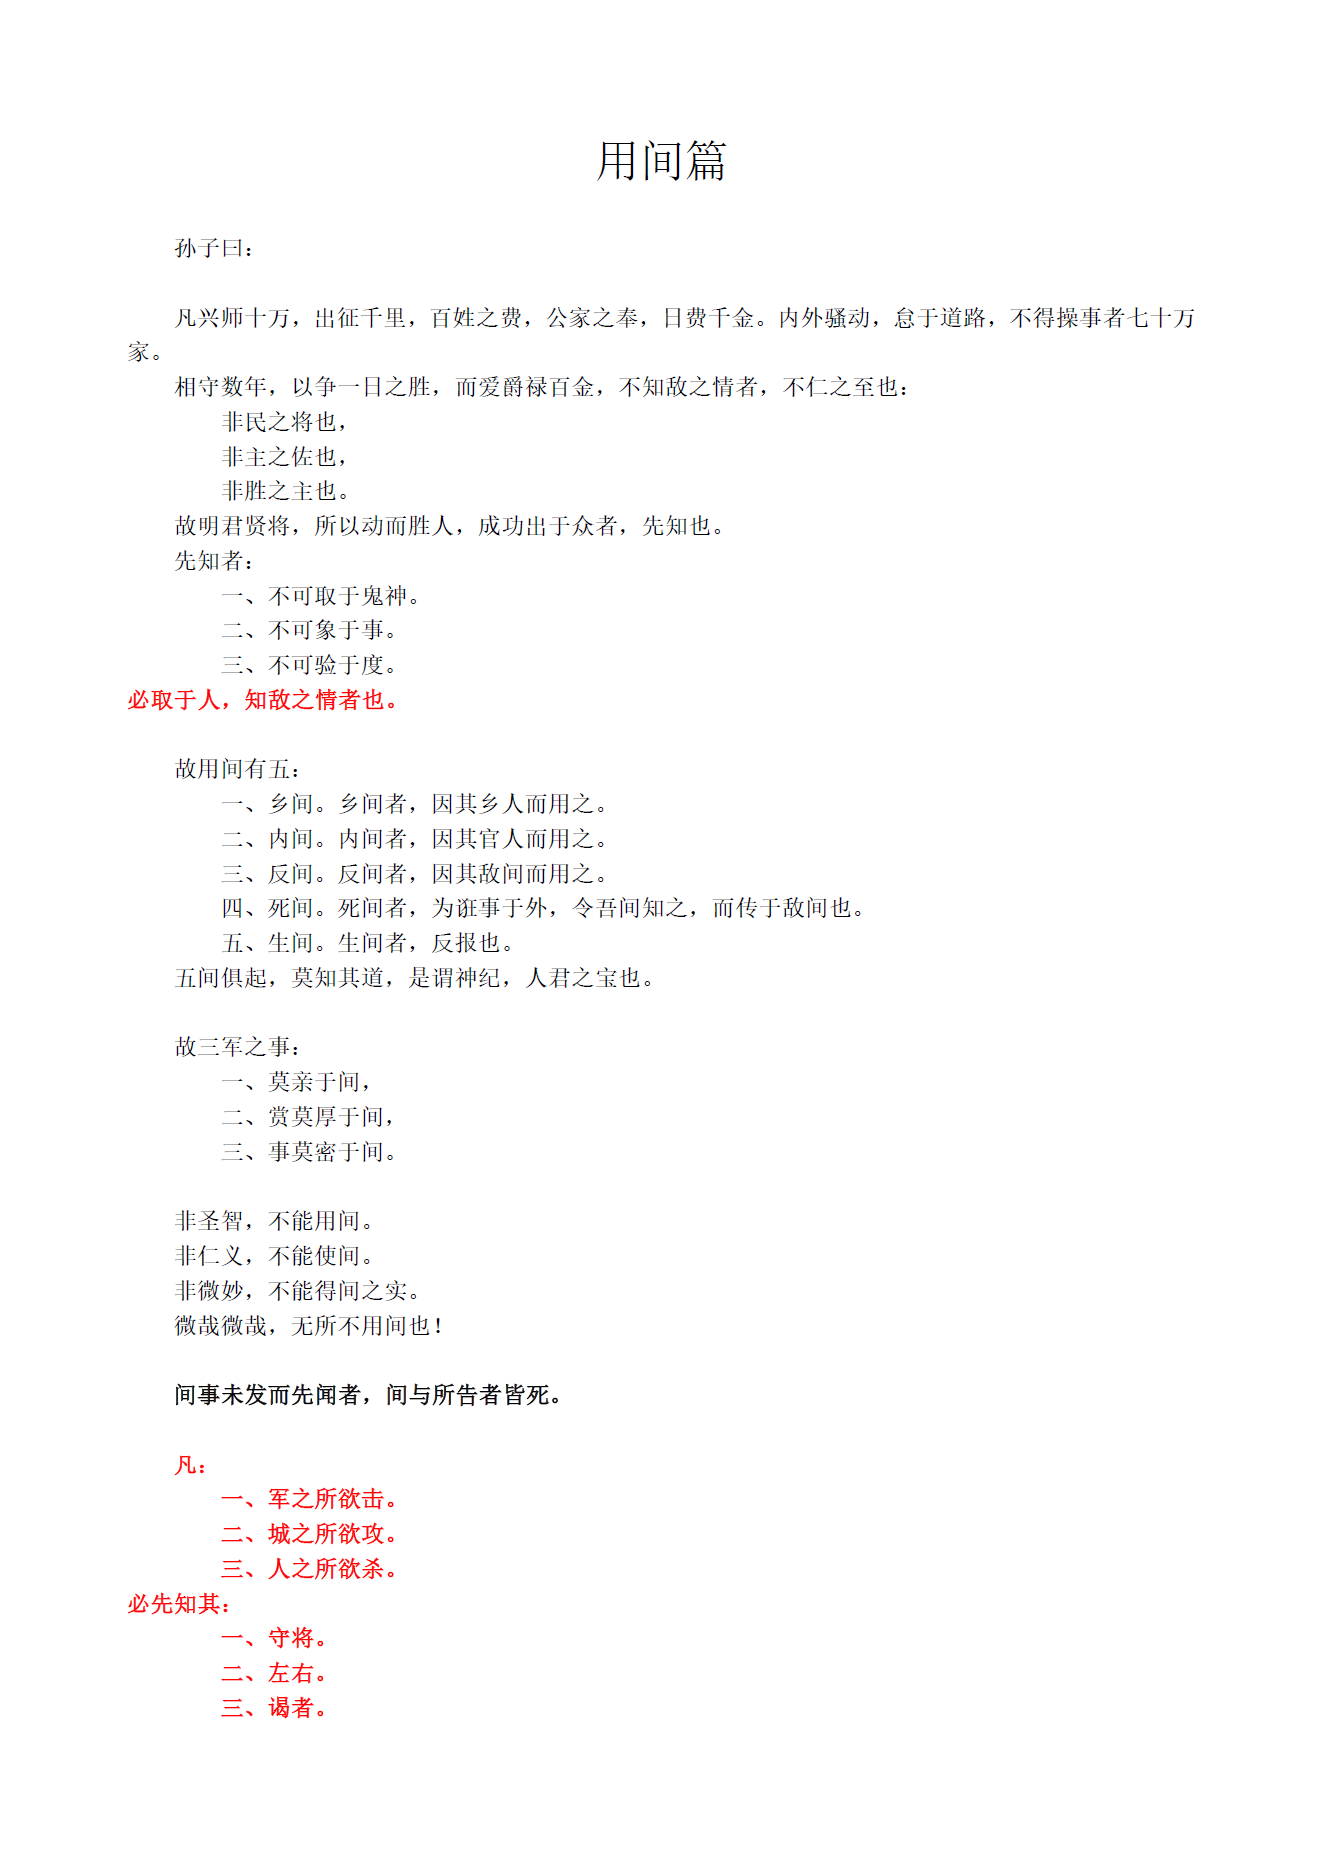 用间篇
孙子曰：
凡兴师十万，出征千里，百姓之费，公家之奉，日费千金。内外骚动，怠于道路，不得操事者七十万
家。
相守数年，以争一日之胜，而爱爵禄百金，不知敌之情者，不仁之至也：
非民之将也，
非主之佐也，
非胜之主也。
故明君贤将，所以动而胜人，成功出于众者，先知也。
先知者：
一、不可取于鬼神。
二、不可象于事。
三、不可验于度。
必取于人，知敌之情者也。
故用间有五：
一、乡间。乡间者，因其乡人而用之。
二、内间。内间者，因其官人而用之。
三、反间。反间者，因其敌间而用之。
四、死间。死间者，为诳事于外，令吾间知之，而传于敌间也。
五、生间。生间者，反报也。
五间俱起，莫知其道，是谓神纪，人君之宝也。
故三军之事：
一、莫亲于间，
二、赏莫厚于间，
三、事莫密于间。
非圣智，不能用间。
非仁义，不能使间。
非微妙，不能得间之实。
微哉微哉，无所不用间也！
间事未发而先闻者，间与所告者皆死。
凡：
一、军之所欲击。
二、城之所欲攻。
三、人之所欲杀。
必先知其：
一、守将。
二、左右。
三、谒者。